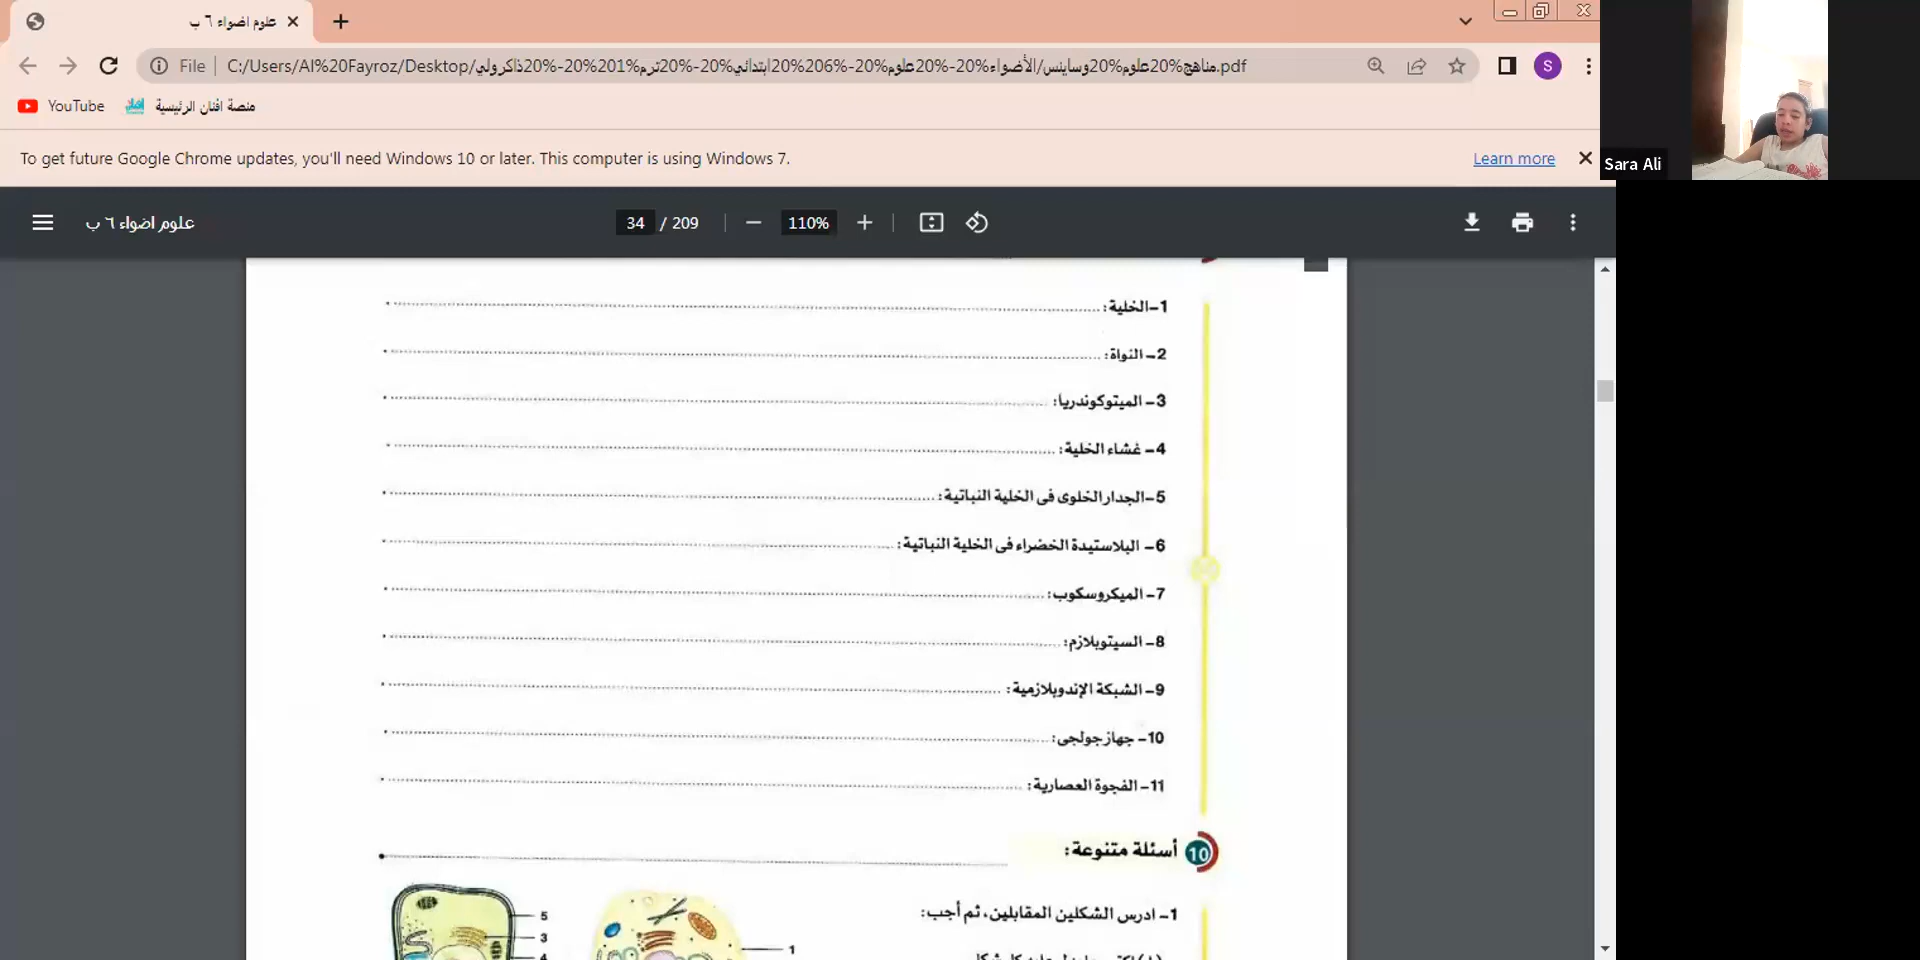 علوم اضواء ٦ ب
File
C:/Users/Al%20Fayroz/Desktop/مناهج%20علوم%20وساينس/الأضواء%20-%20علوم%20-%206%20ابتدائي%20-%20ترم%201%20-%20ذاكرولي.pdf
S
YouTube
منصة افنان الرئيسية
To get future Google Chrome updates, you'll need Windows 10 or later. This computer is using Windows 7.
Learn more
Sara Ali
علوم اضواء ٦ ب
34 / 209
110%
1-الخلية:
2- النواة:
3- الميتوكوندريا:
4- غشاء الخلية:
5-الجدار الخلوى فى الخلية النباتية:
6- البلاستيدة الخضراء فى الخلية النباتية:
7- الميكروسكوب:
8- السيتوبلازم:
9- الشبكة الإندوبلازمية:
10- جهاز جولجى:
11- الفجوة العصارية:
10 أسئلة متنوعة:
1- ادرس الشكلين المقابلين، ثم أجب:
5
3
4
1